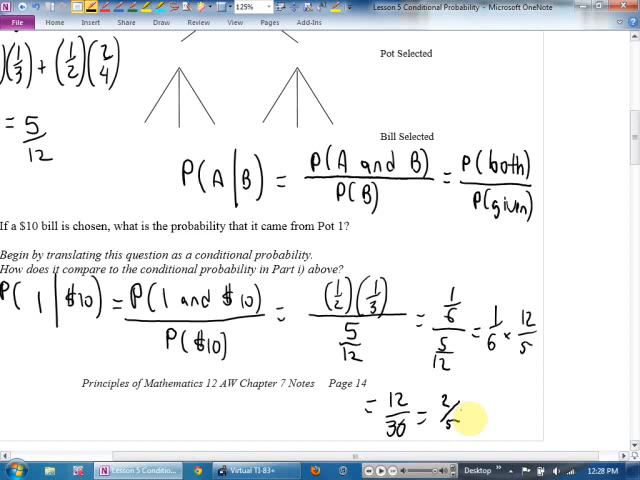 Lesson 5 Conditional Probability - Microsoft OneNote
125%
File Home Insert Share Draw Review View Page Layout Add-Ins
)(1/3) + (1/2)(2/4)
= 5/12
Pot Selected
Bill Selected
P(A|B) = P(A and B)/P(B) = P(both)/P(given)
If a $10 bill is chosen, what is the probability that it came from Pot 1?
Begin by translating this question as a conditional probability.
How does it compare to the conditional probability in Part i) above?
P(1|$10) = P(1 and $10)/P($10) = (1/2)(1/3)/(5/12) = (1/6)/(5/12) = 1/6 × 12/5
Principles of Mathematics 12 AW Chapter 7 Notes Page 14
= 12/30 = 2/5
Lesson 5 Conditio...
Virtual TI-83+
Desktop
12:28 PM